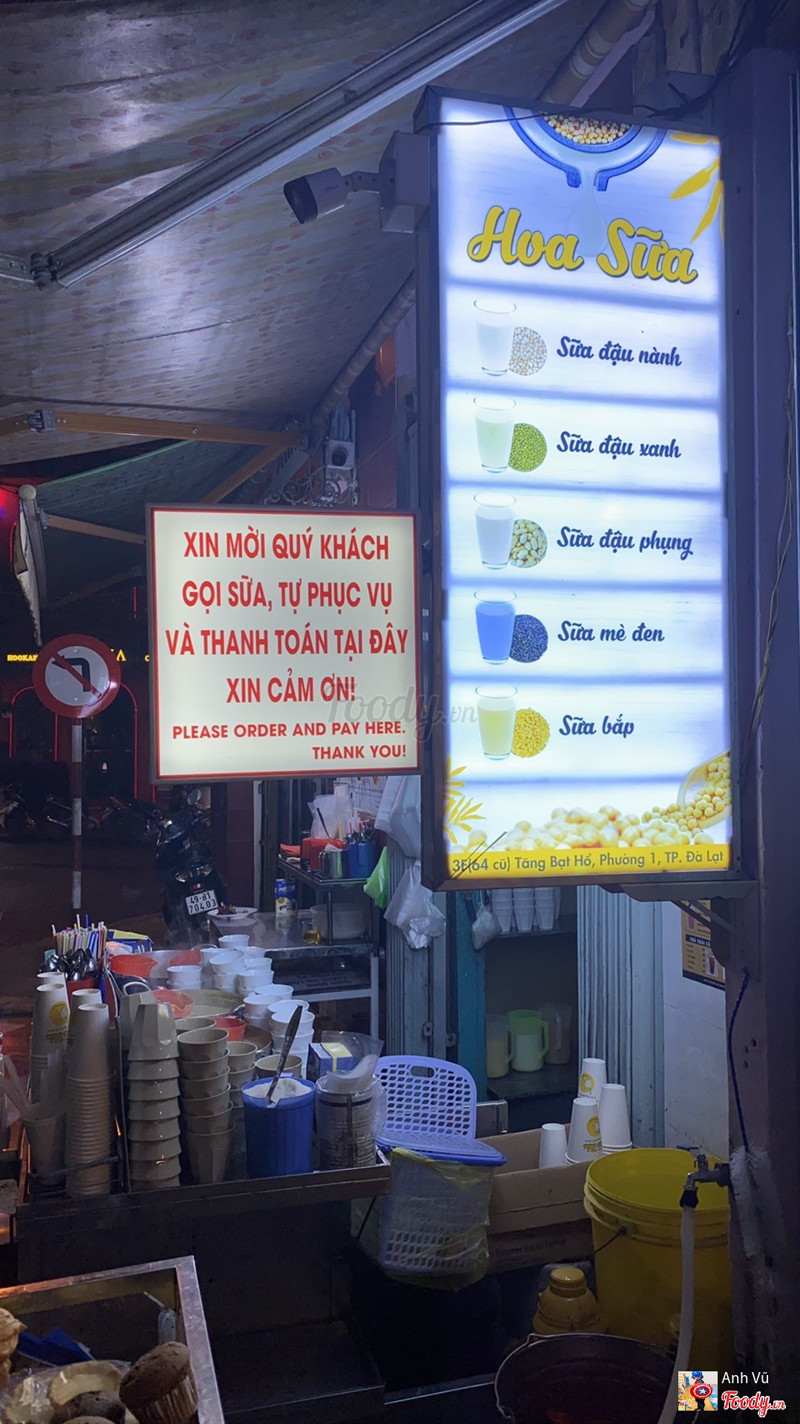 Hoa Sữa
Sữa đậu nành
Sữa đậu xanh
Sữa đậu phụng
Sữa mè đen
Sữa bắp
3F(64 cũ) Tăng Bạt Hổ, Phường 1, TP. Đà Lạt
XIN MỜI QUÝ KHÁCH
GỌI SỮA, TỰ PHỤC VỤ
VÀ THANH TOÁN TẠI ĐÂY
XIN CẢM ƠN!
PLEASE ORDER AND PAY HERE.
THANK YOU!
Foody.vn
HOOKAH
Anh Vũ
Foody.vn